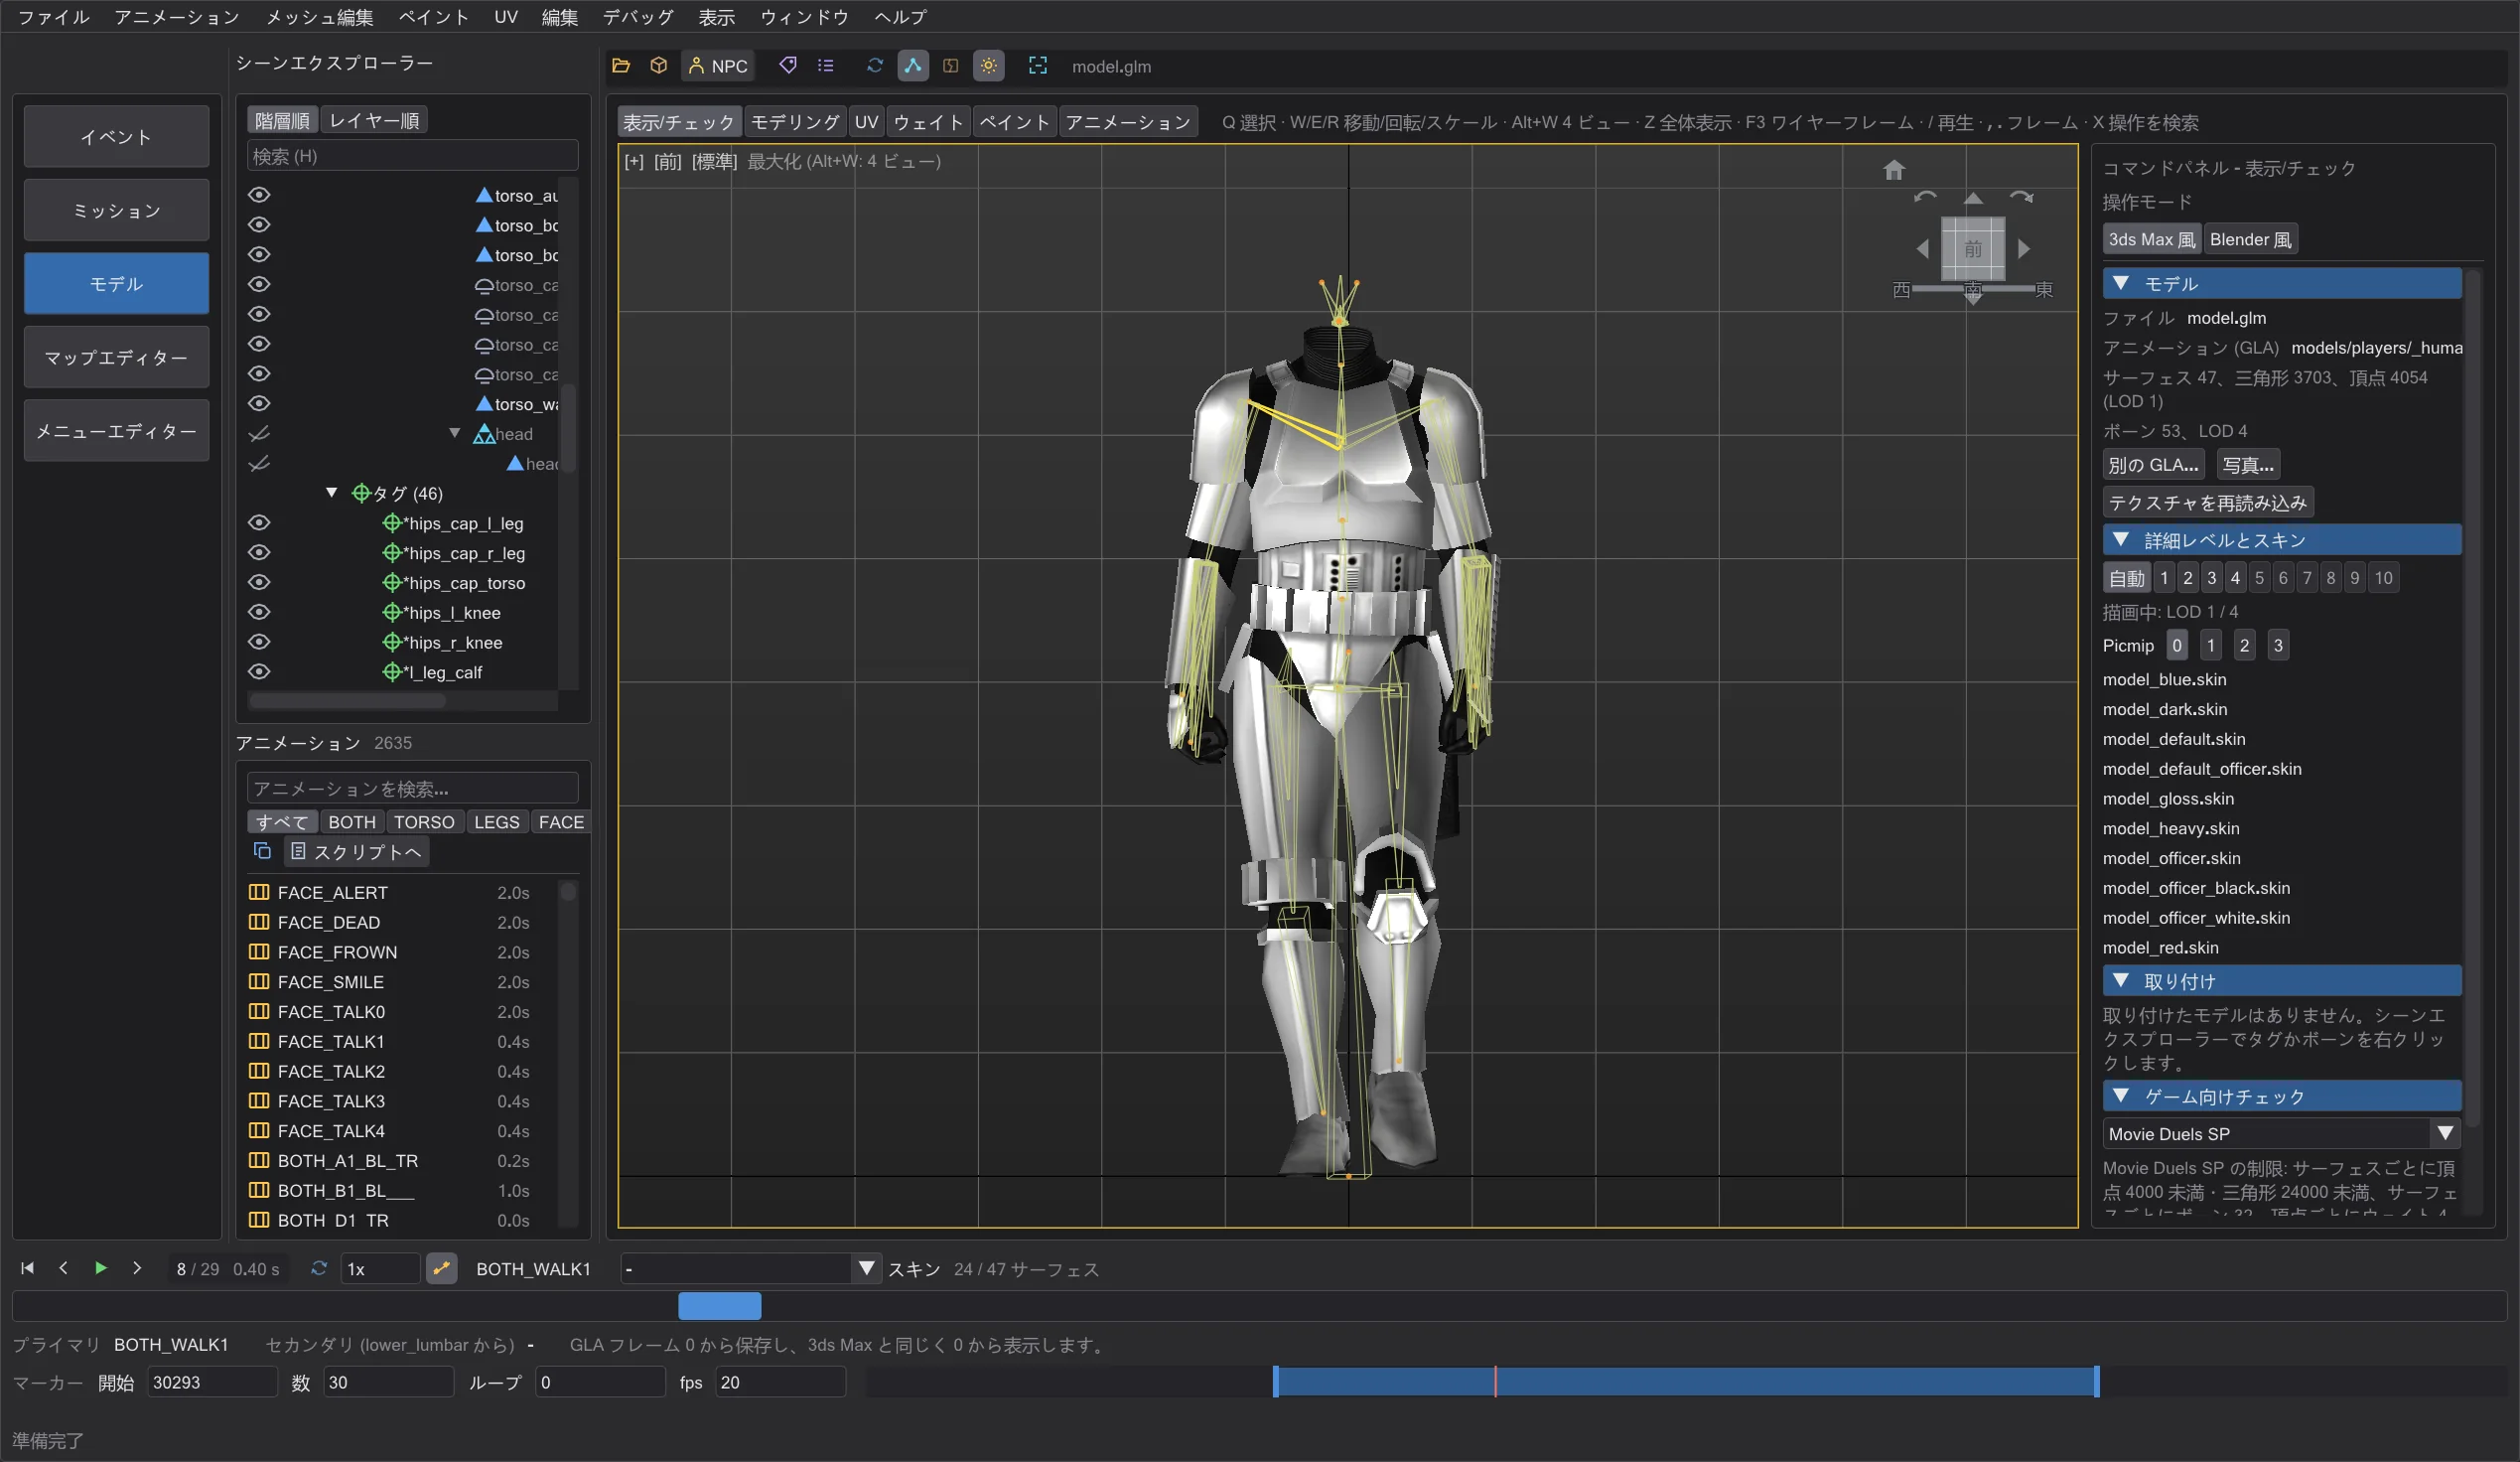 ファイル アニメーション メッシュ編集 ペイント UV 編集 デバッグ 表示 ウィンドウ ヘルプ
シーンエクスプローラー
NPC model.glm
イベント
ミッション
モデル
マップエディター
メニューエディター
階層順 レイヤー順
検索 (H)
torso_au
torso_bo
torso_bo
torso_ca
torso_ca
torso_ca
torso_ca
torso_wa
head
head
タグ (46)
*hips_cap_l_leg
*hips_cap_r_leg
*hips_cap_torso
*hips_l_knee
*hips_r_knee
*l_leg_calf
アニメーション 2635
アニメーションを検索...
すべて BOTH TORSO LEGS FACE
スクリプトへ
FACE_ALERT 2.0s
FACE_DEAD 2.0s
FACE_FROWN 2.0s
FACE_SMILE 2.0s
FACE_TALK0 2.0s
FACE_TALK1 0.4s
FACE_TALK2 0.4s
FACE_TALK3 0.4s
FACE_TALK4 0.4s
BOTH_A1_BL_TR 0.2s
BOTH_B1_BL___ 1.0s
BOTH_D1_TR 0.0s
表示/チェック モデリング UV ウェイト ペイント アニメーション Q 選択 · W/E/R 移動/回転/スケール · Alt+W 4 ビュー · Z 全体表示 · F3 ワイヤーフレーム · / 再生 · , . フレーム · X 操作を検索
[+] [前] [標準] 最大化 (Alt+W: 4 ビュー)
前
西 南 東
コマンドパネル - 表示/チェック
操作モード
3ds Max 風 Blender 風
モデル
ファイル model.glm
アニメーション (GLA) models/players/_huma
サーフェス 47、三角形 3703、頂点 4054
(LOD 1)
ボーン 53、LOD 4
別の GLA... 写真...
テクスチャを再読み込み
詳細レベルとスキン
自動 1 2 3 4 5 6 7 8 9 10
描画中: LOD 1 / 4
Picmip 0 1 2 3
model_blue.skin
model_dark.skin
model_default.skin
model_default_officer.skin
model_gloss.skin
model_heavy.skin
model_officer.skin
model_officer_black.skin
model_officer_white.skin
model_red.skin
取り付け
取り付けたモデルはありません。シーンエ
クスプローラーでタグかボーンを右クリッ
クします。
ゲーム向けチェック
Movie Duels SP
Movie Duels SP の制限: サーフェスごとに頂
点 4000 未満・三角形 24000 未満、サーフェ
スごとにボーン 32、頂点ごとにウェイト 4
8 / 29 0.40 s 1x BOTH_WALK1 - スキン 24 / 47 サーフェス
プライマリ BOTH_WALK1 セカンダリ (lower_lumbar から) - GLA フレーム 0 から保存し、3ds Max と同じく 0 から表示します。
マーカー 開始 30293 数 30 ループ 0 fps 20
準備完了